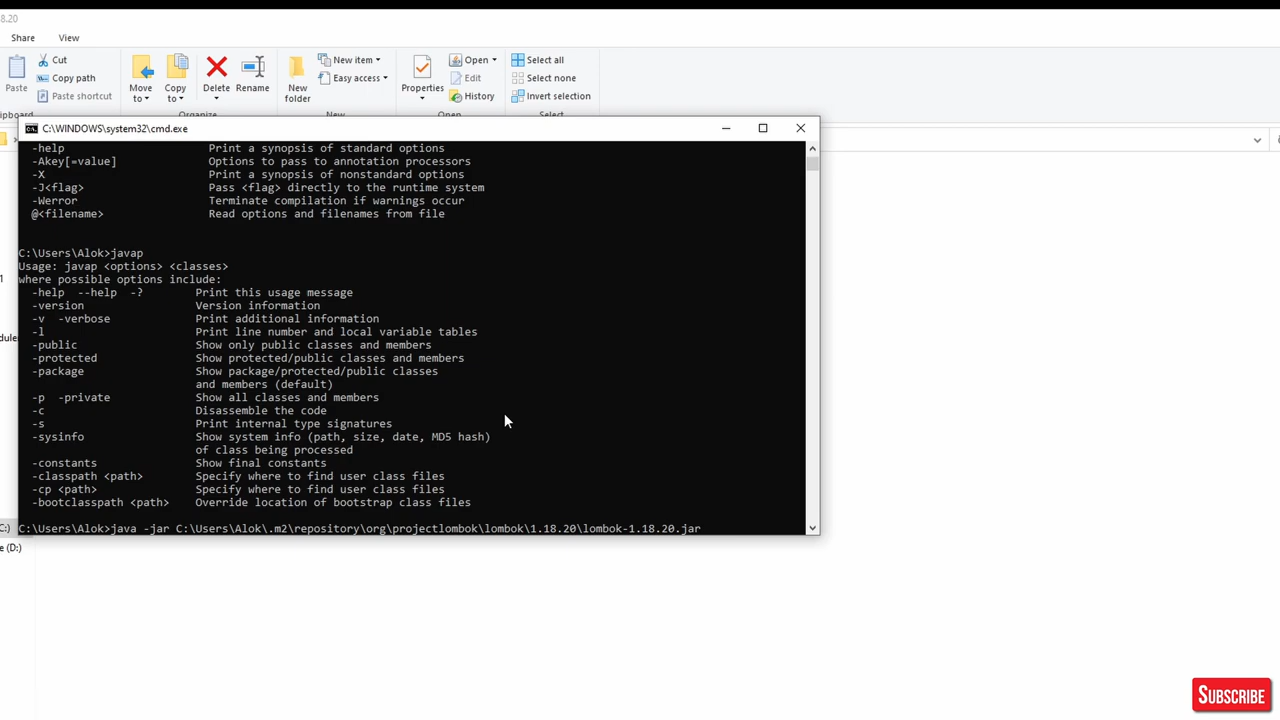 8.20
Share View
Paste
Cut
Copy path
Paste shortcut
Move to
Copy to
Delete
Rename
New folder
New item
Easy access
Properties
Open
Edit
History
Select all
Select none
Invert selection
ipboard
Organize
New
Open
C:\WINDOWS\system32\cmd.exe
-help Print a synopsis of standard options
-Akey[=value] Options to pass to annotation processors
-X Print a synopsis of nonstandard options
-J<flag> Pass <flag> directly to the runtime system
-Werror Terminate compilation if warnings occur
@<filename> Read options and filenames from file
C:\Users\Alok>javap
Usage: javap <options> <classes>
where possible options include:
-help --help -? Print this usage message
-version Version information
-v -verbose Print additional information
-l Print line number and local variable tables
-public Show only public classes and members
-protected Show protected/public classes and members
-package Show package/protected/public classes
and members (default)
-p -private Show all classes and members
-c Disassemble the code
-s Print internal type signatures
-sysinfo Show system info (path, size, date, MD5 hash)
of class being processed
-constants Show final constants
-classpath <path> Specify where to find user class files
-cp <path> Specify where to find user class files
-bootclasspath <path> Override location of bootstrap class files
C:\Users\Alok>java -jar C:\Users\Alok\.m2\repository\org\projectlombok\lombok\1.18.20\lombok-1.18.20.jar
1
dule
C:)
e (D:)
SUBSCRIBE